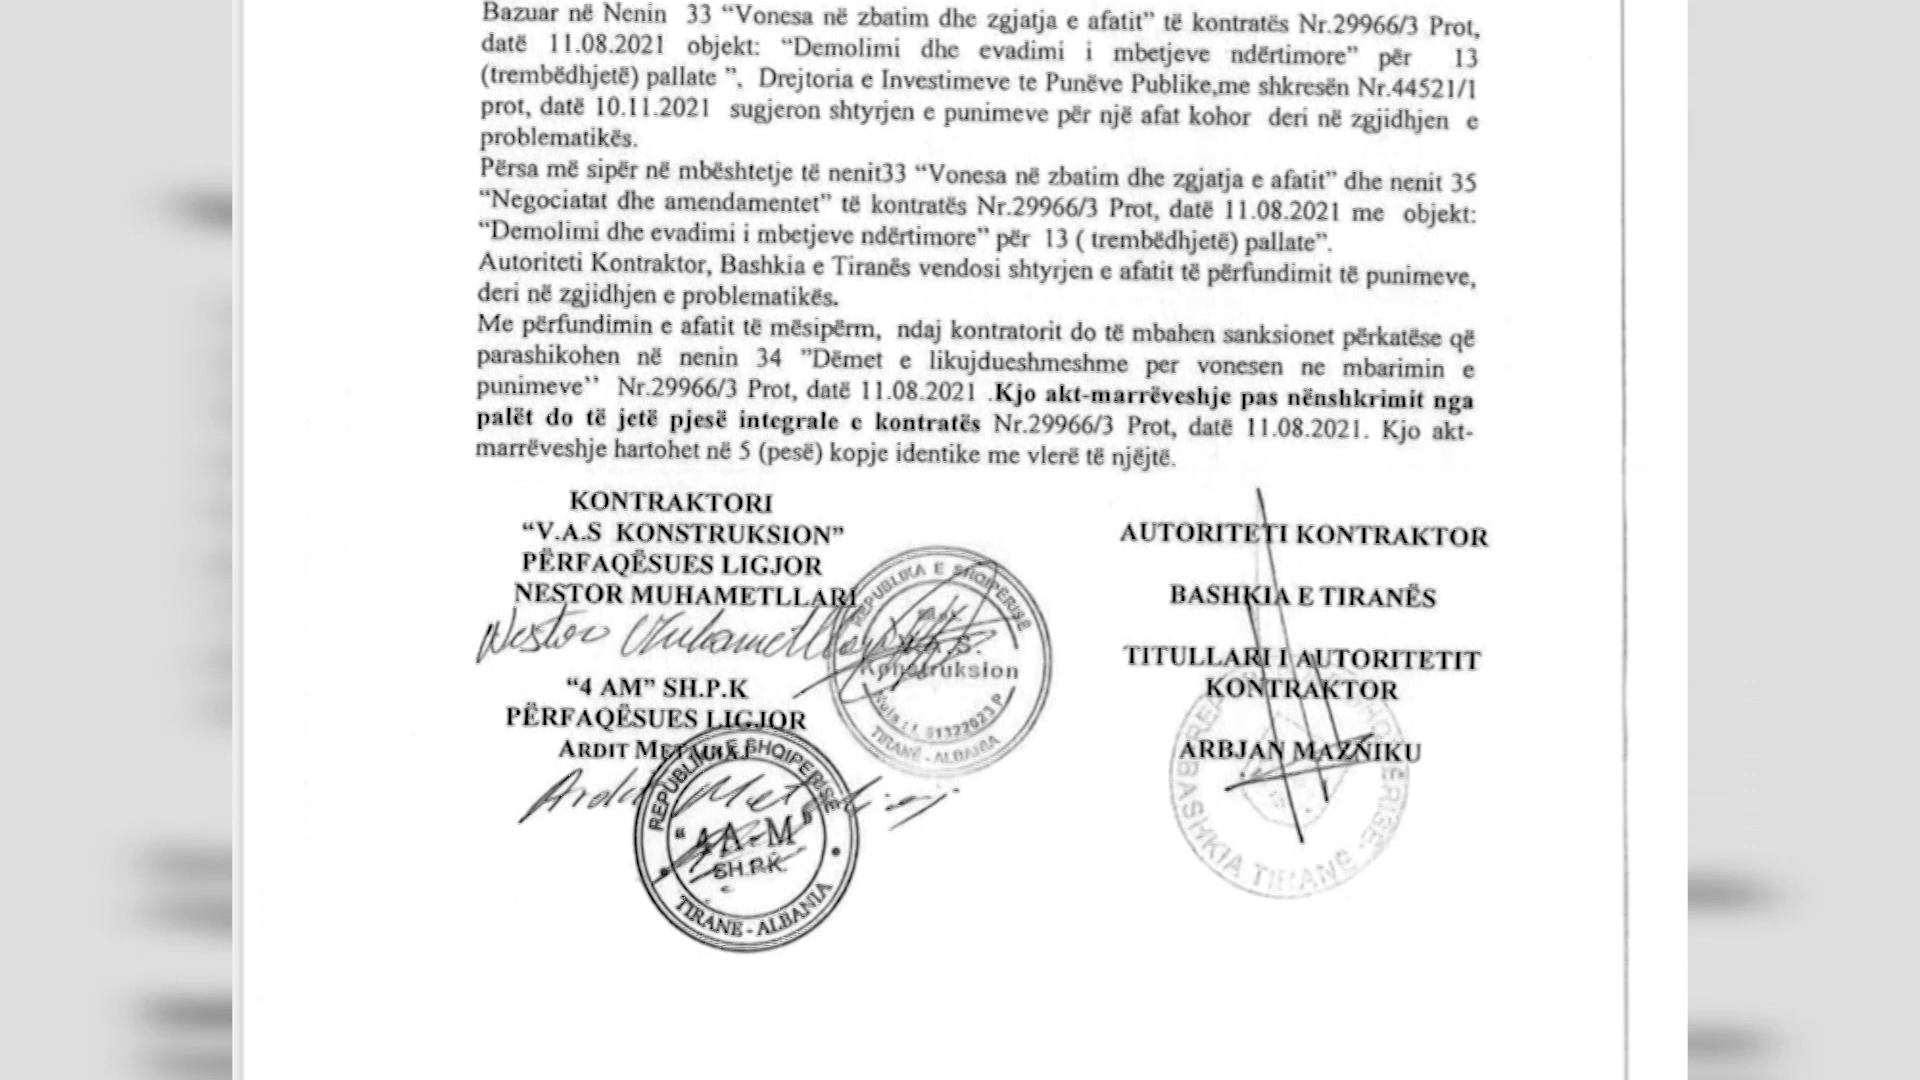 Bazuar në Nenin 33 “Vonesa në zbatim dhe zgjatja e afatit” të kontratës Nr.29966/3 Prot,
datë 11.08.2021 objekt: “Demolimi dhe evadimi i mbetjeve ndërtimore” për 13
(trembëdhjetë) pallate ”, Drejtoria e Investimeve te Punëve Publike,me shkresën Nr.44521/1
prot, datë 10.11.2021 sugjeron shtyrjen e punimeve për një afat kohor deri në zgjidhjen e
problematikës.
Përsa më sipër në mbështetje të nenit33 “Vonesa në zbatim dhe zgjatja e afatit” dhe nenit 35
“Negociatat dhe amendamentet” të kontratës Nr.29966/3 Prot, datë 11.08.2021 me objekt:
“Demolimi dhe evadimi i mbetjeve ndërtimore” për 13 ( trembëdhjetë) pallate”.
Autoriteti Kontraktor, Bashkia e Tiranës vendosi shtyrjen e afatit të përfundimit të punimeve,
deri në zgjidhjen e problematikës.
Me përfundimin e afatit të mësipërm, ndaj kontratorit do të mbahen sanksionet përkatëse që
parashikohen në nenin 34 ”Dëmet e likujdueshmeshme per vonesen ne mbarimin e
punimeve’’ Nr.29966/3 Prot, datë 11.08.2021 .Kjo akt-marrëveshje pas nënshkrimit nga
palët do të jetë pjesë integrale e kontratës Nr.29966/3 Prot, datë 11.08.2021. Kjo akt-
marrëveshje hartohet në 5 (pesë) kopje identike me vlerë të njëjtë.
KONTRAKTORI
“V.A.S KONSTRUKSION”
PËRFAQËSUES LIGJOR
NESTOR MUHAMETLLARI
Nestor Muhametllari
REPUBLIKA E SHQIPERISE
V.A.S.
Konstruksion
TIRANË - ALBANIA
“4 AM” SH.P.K
PËRFAQËSUES LIGJOR
ARDIT
Ardit
REPUBLIKA E SHQIPERISE
“4A-M”
SH.P.K.
TIRANE - ALBANIA
AUTORITETI KONTRAKTOR
BASHKIA E TIRANËS
TITULLARI I AUTORITETIT
KONTRAKTOR
ARBJAN MAZNIKU
BASHKIA TIRANË